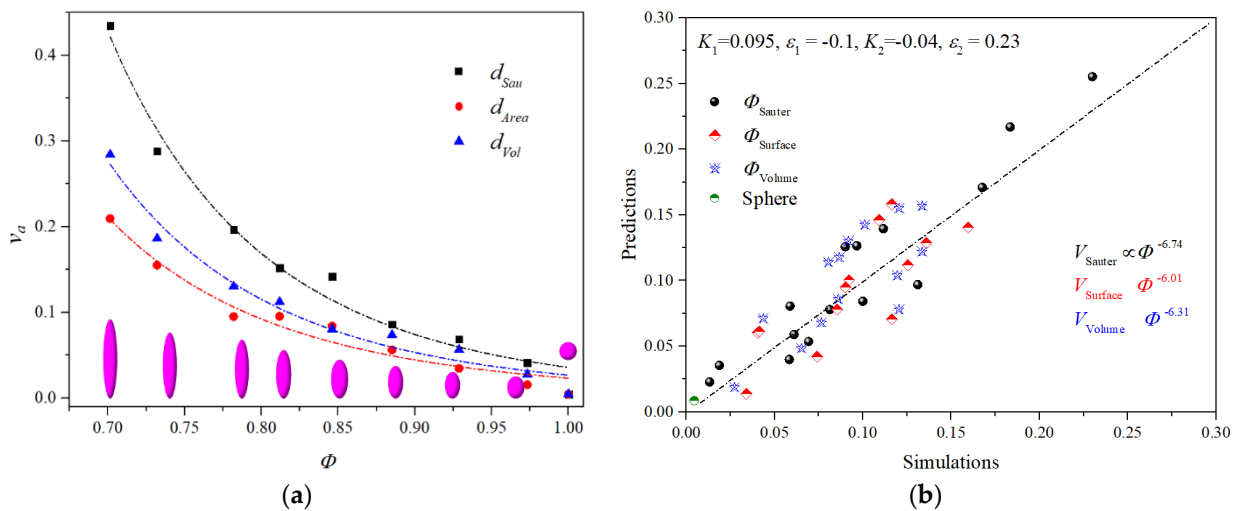 0.4
0.3
0.2
0.1
0.0
v_a
d_Sau
d_Area
d_Vol
0.70 0.75 0.80 0.85 0.90 0.95 1.00
Φ
(a)
0.30
0.25
0.20
0.15
0.10
0.05
0.00
Predictions
K_1=0.095, ε_1 = -0.1, K_2=-0.04, ε_2 = 0.23
Φ_Sauter
Φ_Surface
Φ_Volume
Sphere
V_Sauter ∝Φ^-6.74
V_Surface Φ^-6.01
V_Volume Φ^-6.31
0.00 0.05 0.10 0.15 0.20 0.25 0.30
Simulations
(b)